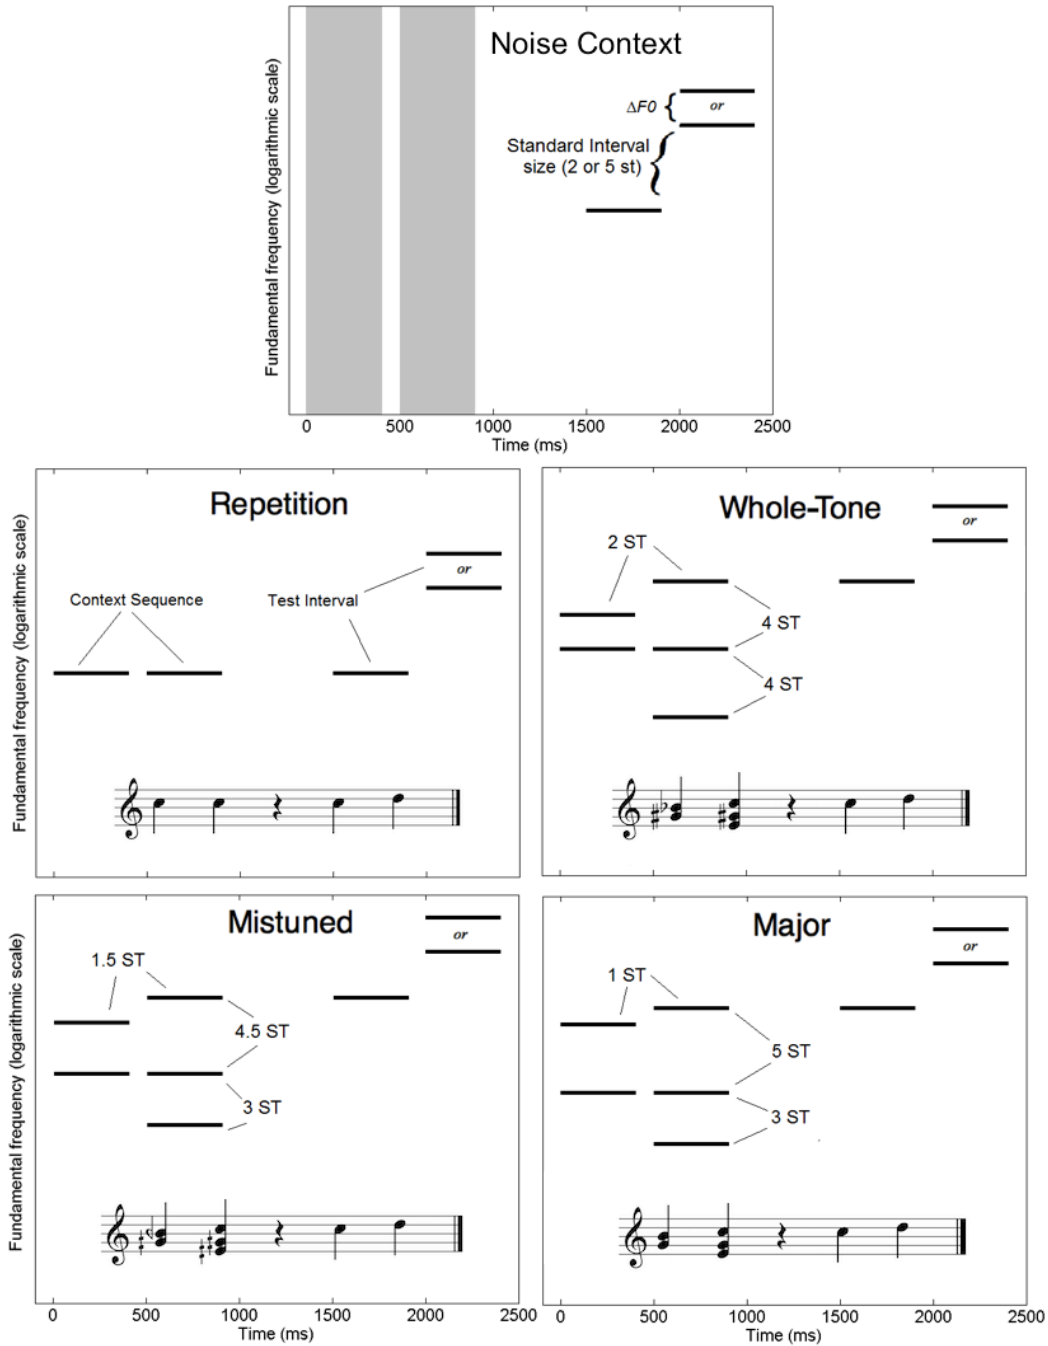 Noise Context
ΔF0
or
Standard Interval
size (2 or 5 st)
Fundamental frequency (logarithmic scale)
0 500 1000 1500 2000 2500
Time (ms)
Repetition
or
Context Sequence
Test Interval
Fundamental frequency (logarithmic scale)
Whole-Tone
or
2 ST
4 ST
4 ST
Mistuned
or
1.5 ST
4.5 ST
3 ST
Fundamental frequency (logarithmic scale)
0 500 1000 1500 2000 2500
Time (ms)
Major
or
1 ST
5 ST
3 ST
0 500 1000 1500 2000 2500
Time (ms)